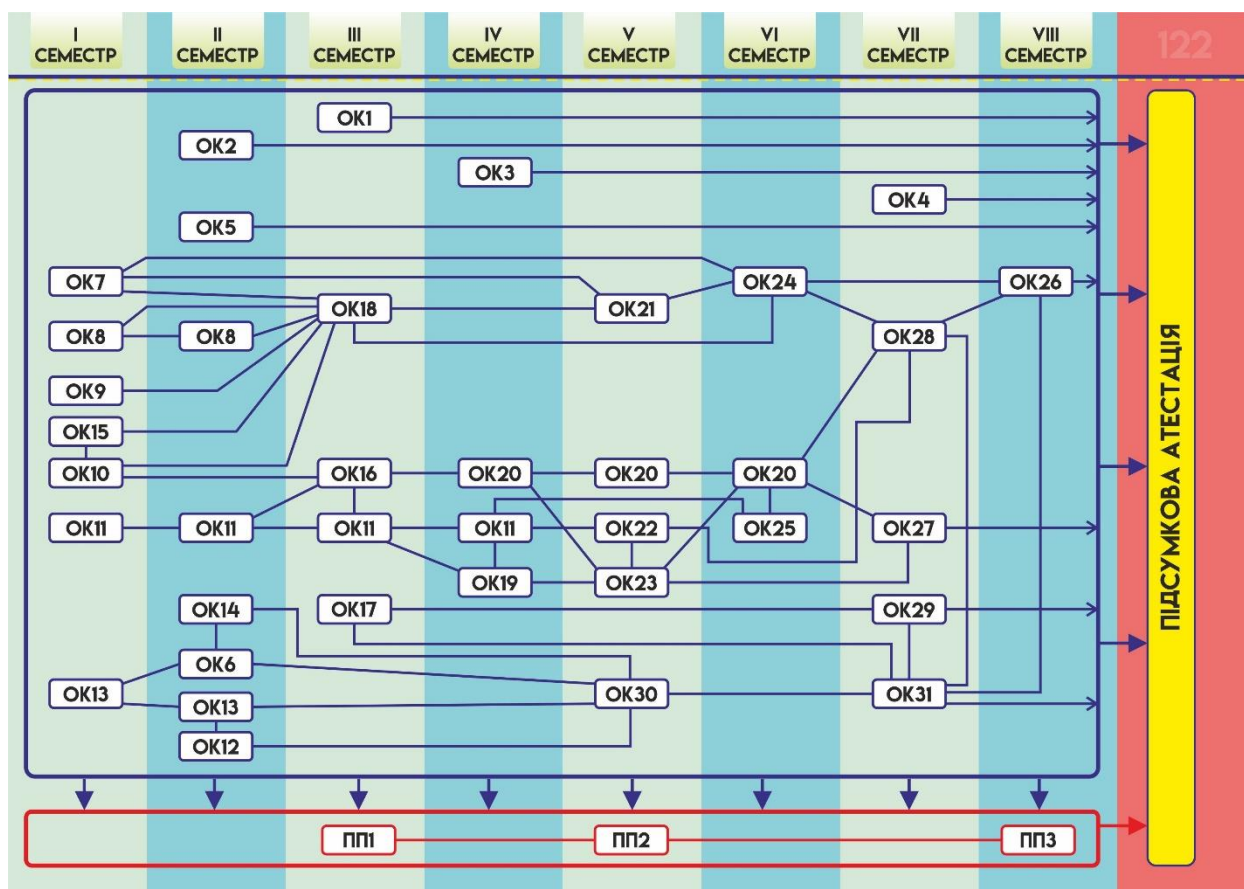 I СЕМЕСТР
II СЕМЕСТР
III СЕМЕСТР
IV СЕМЕСТР
V СЕМЕСТР
VI СЕМЕСТР
VII СЕМЕСТР
VIII СЕМЕСТР
122
ОК1
ОК2
ОК3
ОК4
ОК5
ОК7
ОК24
ОК26
ОК18
ОК21
ОК8
ОК8
ОК28
ОК9
ОК15
ОК10
ОК16
ОК20
ОК20
ОК20
ОК11
ОК11
ОК11
ОК11
ОК22
ОК25
ОК27
ОК19
ОК23
ОК14
ОК17
ОК29
ОК6
ОК13
ОК13
ОК30
ОК31
ОК12
ПП1
ПП2
ПП3
ПІДСУМКОВА АТЕСТАЦІЯ